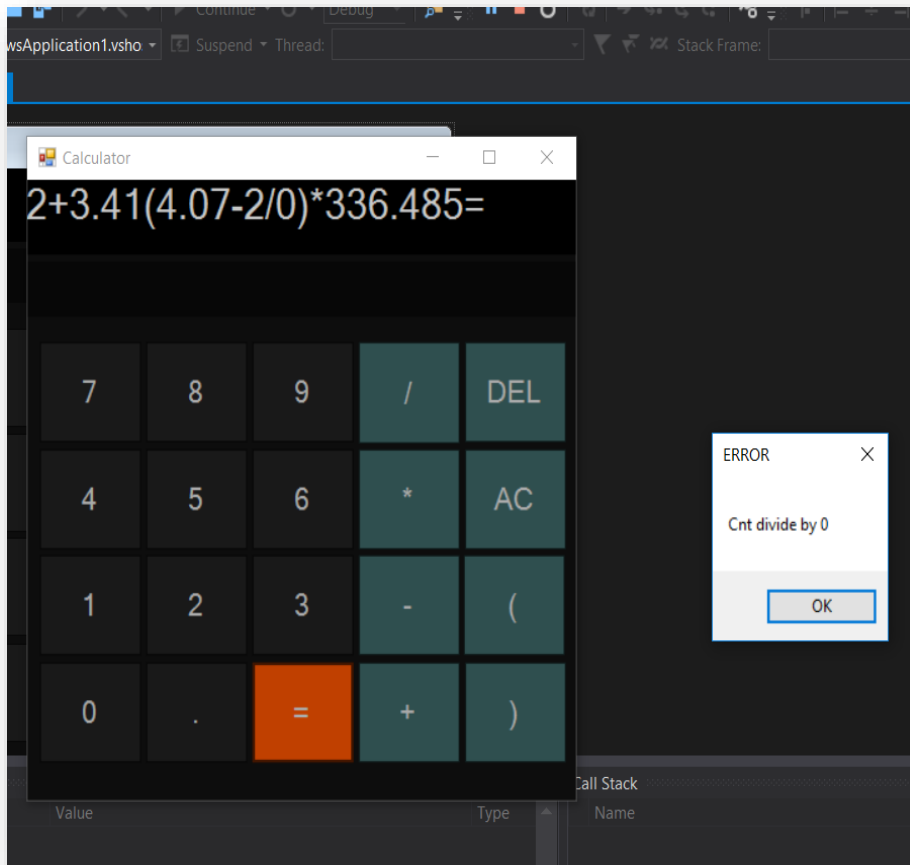 Continue Debug
wsApplication1.vsho Suspend Thread: Stack Frame:
Calculator
2+3.41(4.07-2/0)*336.485=
7 8 9 / DEL
4 5 6 * AC
1 2 3 - (
0 . = + )
ERROR
Cnt divide by 0
OK
Call Stack
Value Type Name